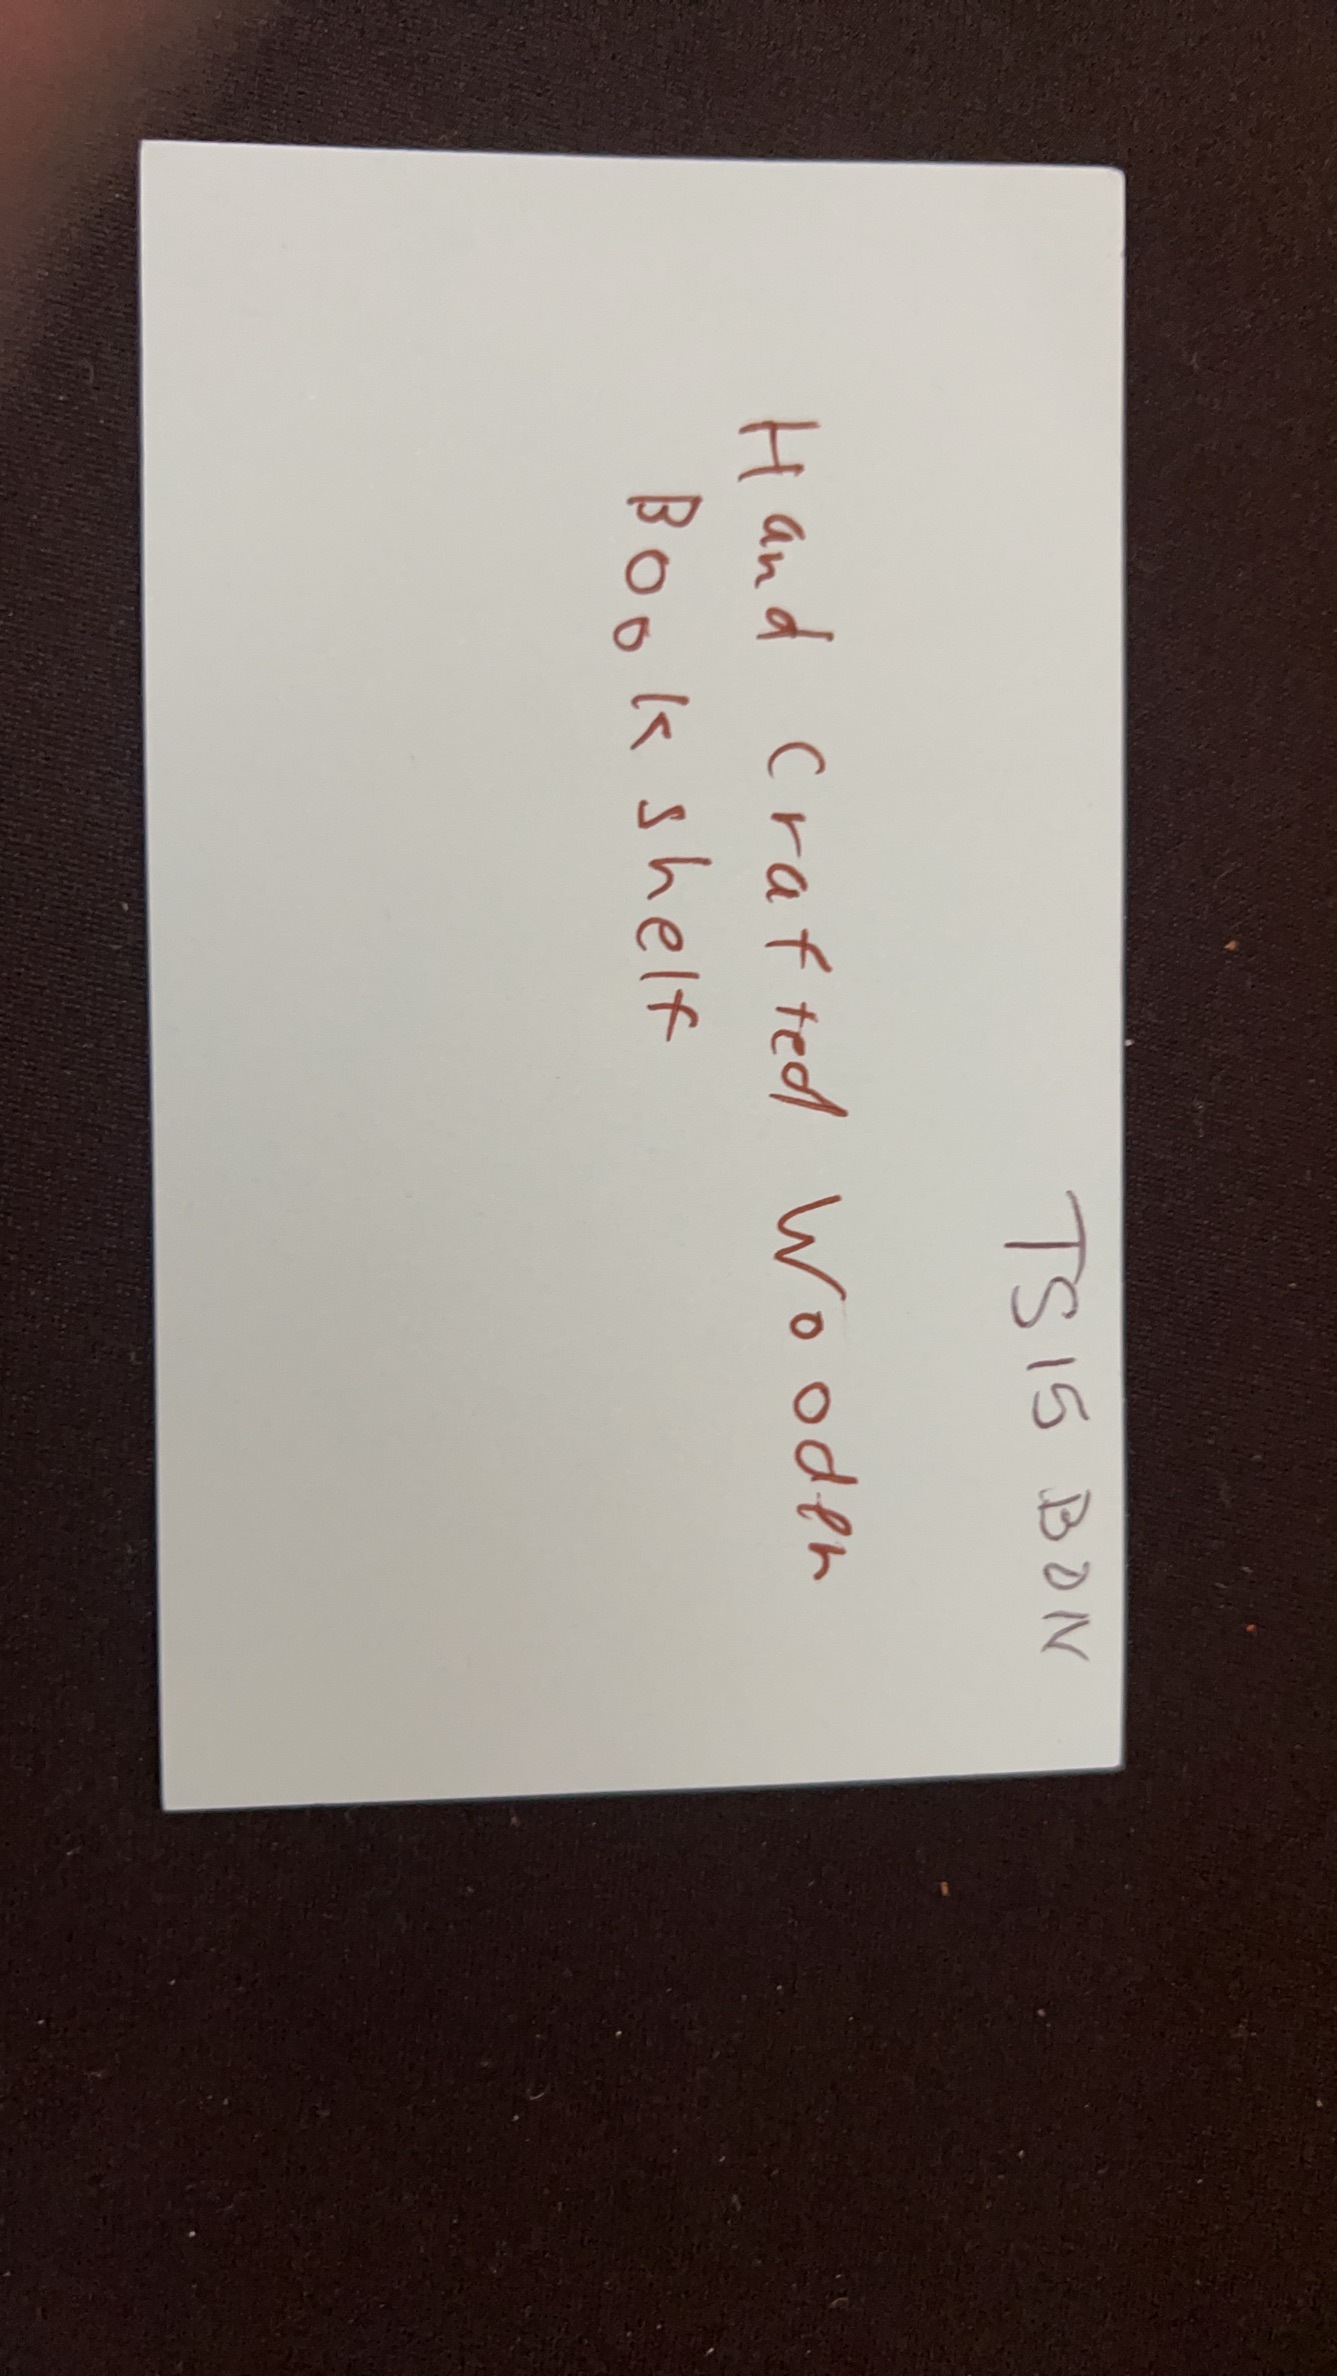 TS15 BDN
Hand crafted Wooden
Book shelf